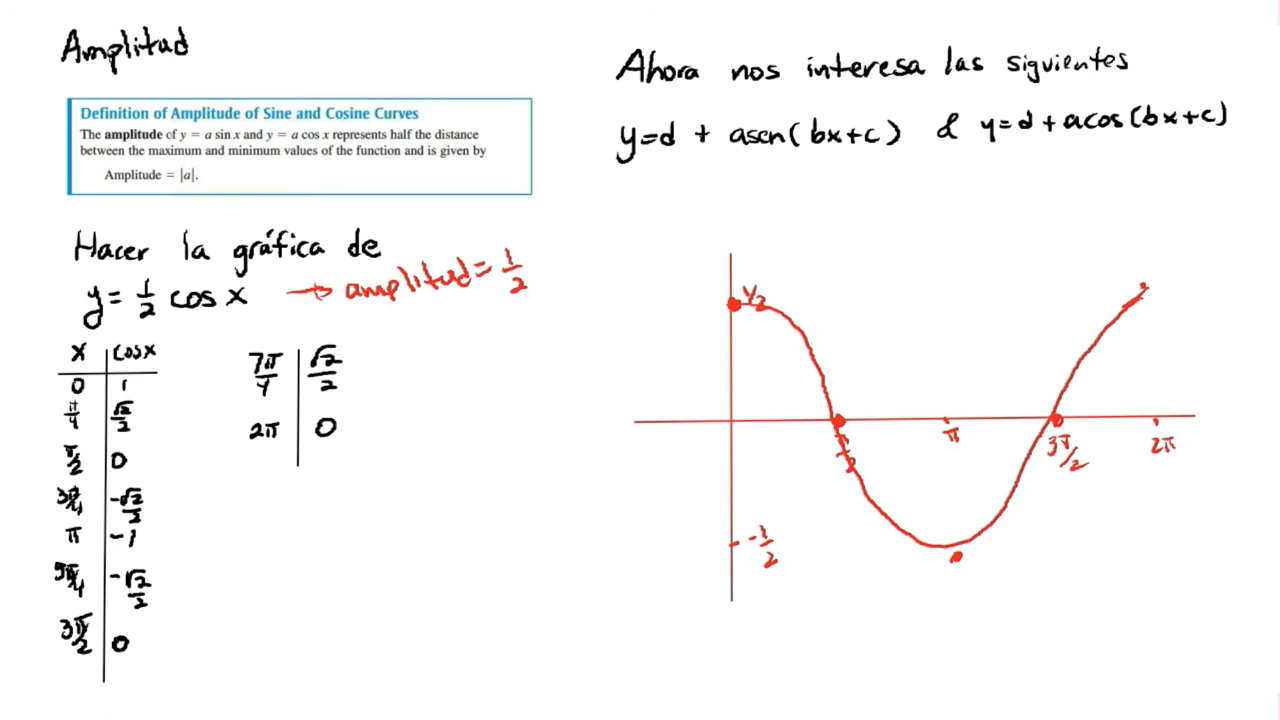 Amplitud
Definition of Amplitude of Sine and Cosine Curves
The amplitude of y = a sin x and y = a cos x represents half the distance
between the maximum and minimum values of the function and is given by
Amplitude = |a|.
Hacer la gráfica de
y = 1/2 cos x → amplitud = 1/2
x | cosx
0 | 1
π/4 | √2/2
π/2 | 0
3π/4 | -√2/2
π | -1
5π/4 | -√2/2
3π/2 | 0
7π/4 | √2/2
2π | 0
Ahora nos interesa las siguientes
y=d + asen(bx+c) & y=d+acos(bx+c)
1/2
π/2
π
3π/2
2π
-1/2